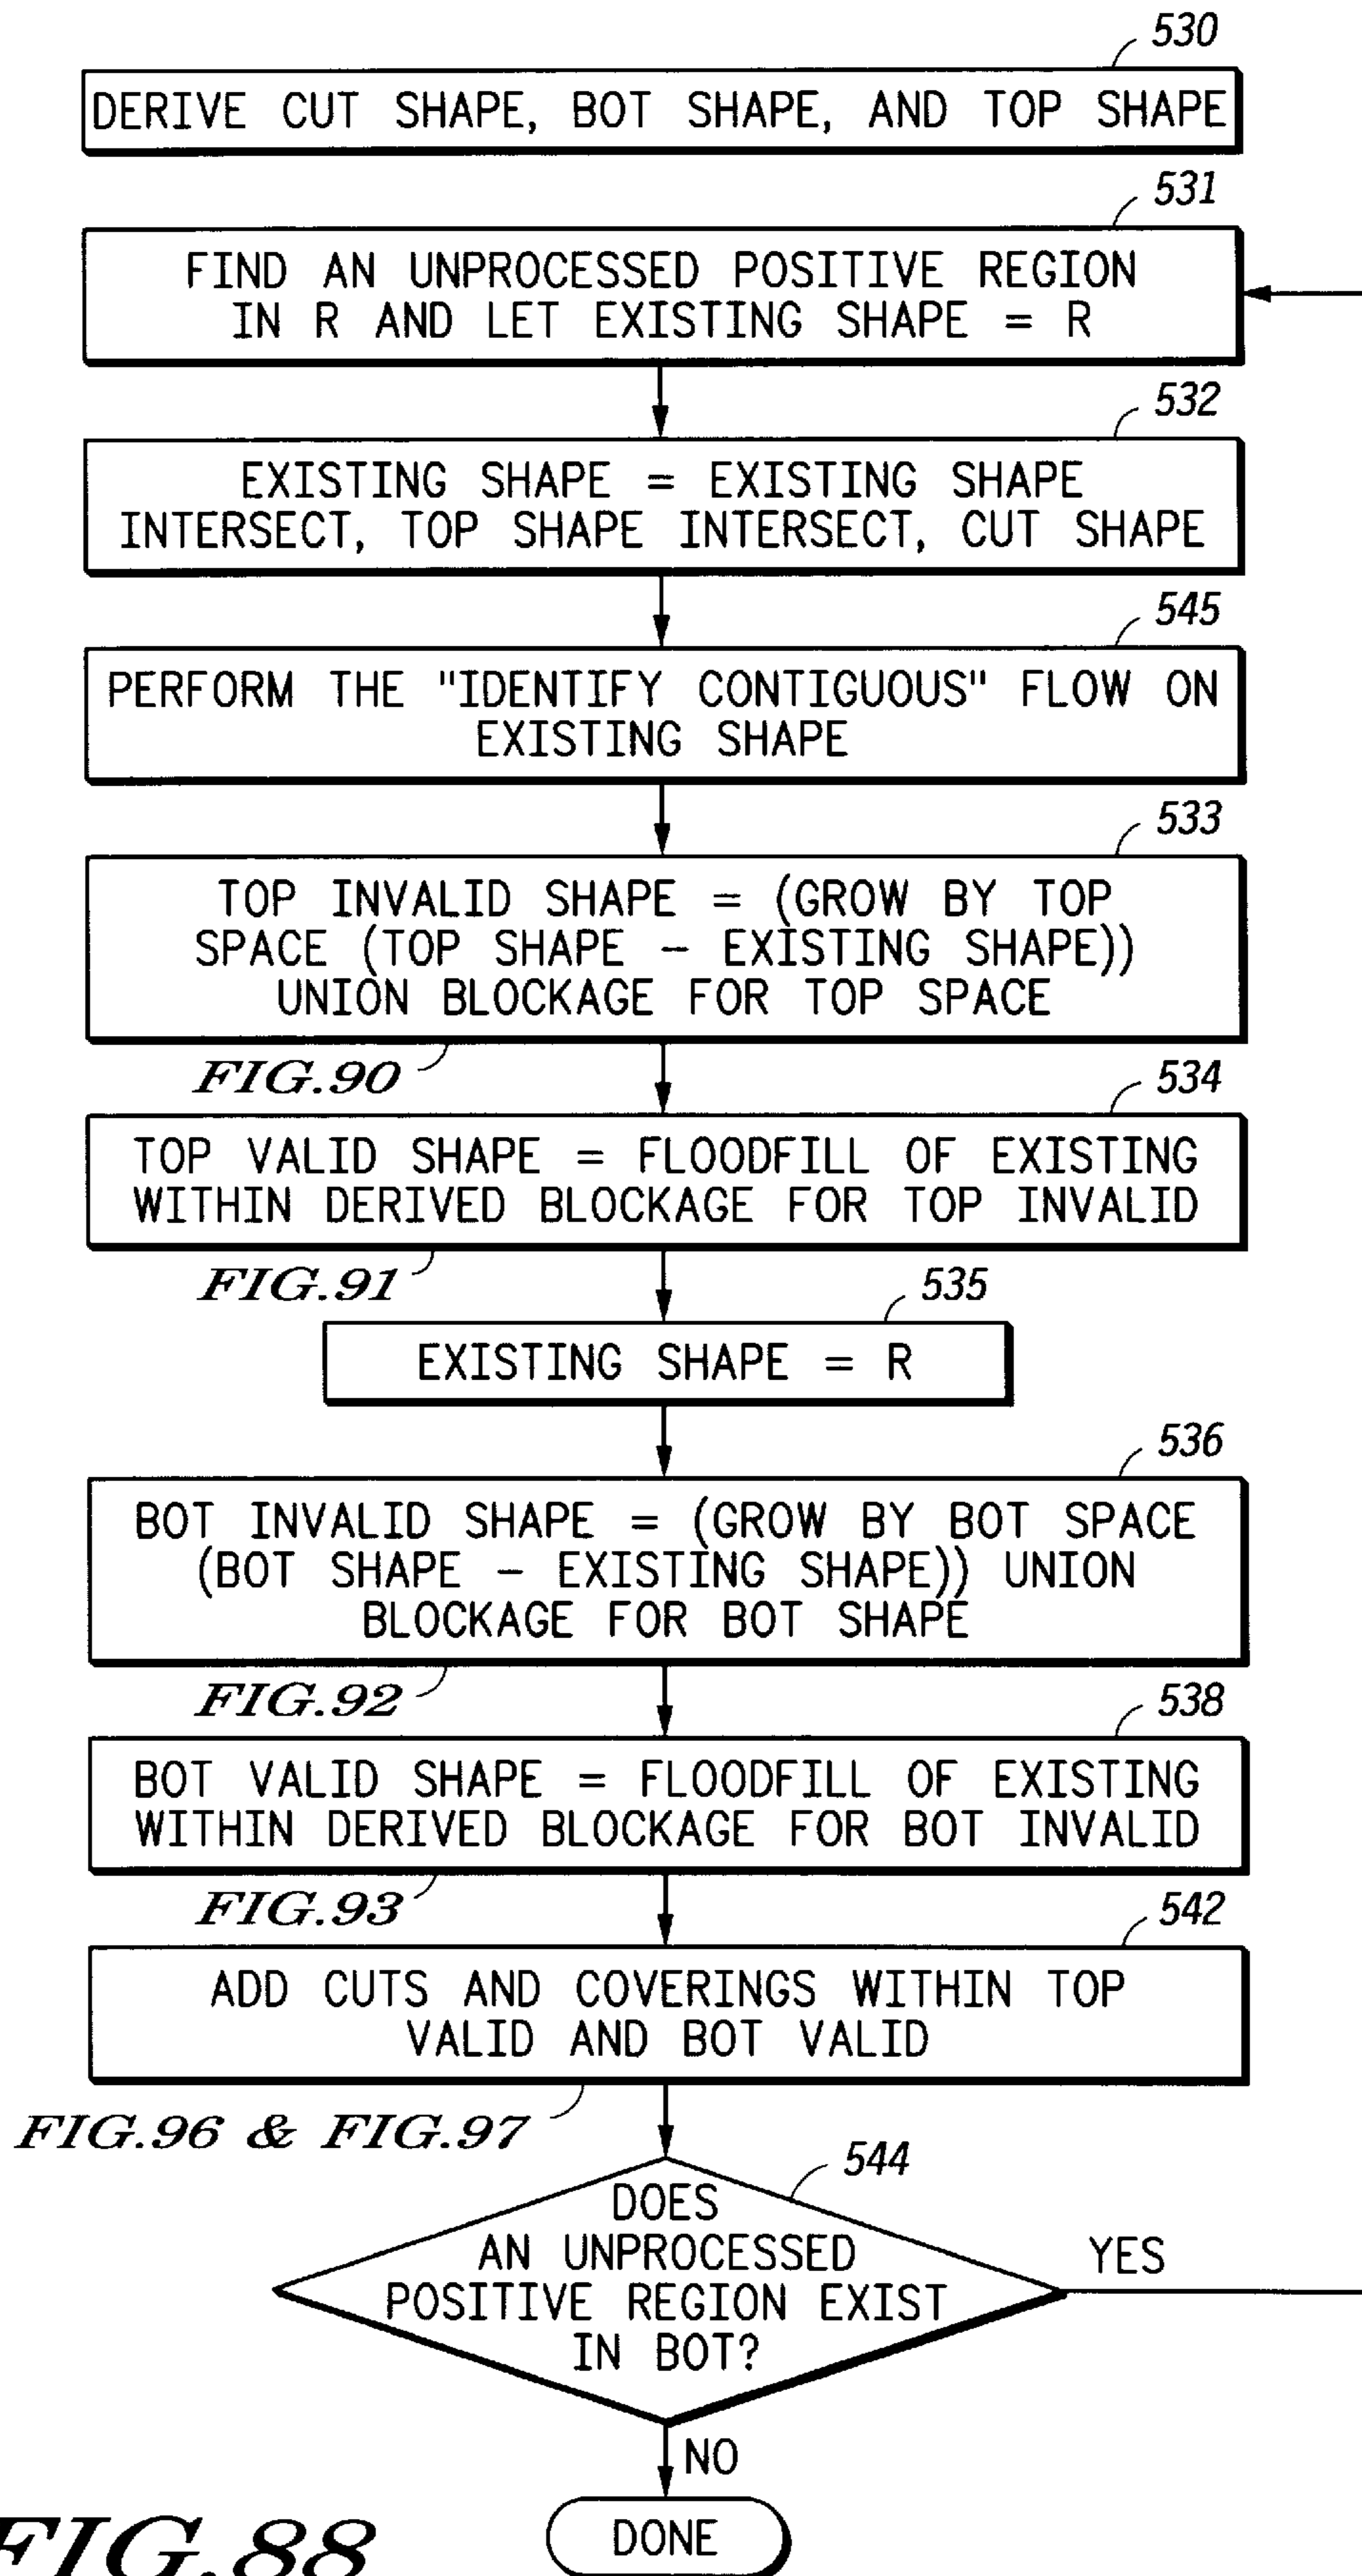 530
DERIVE CUT SHAPE, BOT SHAPE, AND TOP SHAPE
531
FIND AN UNPROCESSED POSITIVE REGION
IN R AND LET EXISTING SHAPE = R
532
EXISTING SHAPE = EXISTING SHAPE
INTERSECT, TOP SHAPE INTERSECT, CUT SHAPE
545
PERFORM THE "IDENTIFY CONTIGUOUS" FLOW ON
EXISTING SHAPE
533
TOP INVALID SHAPE = (GROW BY TOP
SPACE (TOP SHAPE - EXISTING SHAPE))
UNION BLOCKAGE FOR TOP SPACE
FIG.90
534
TOP VALID SHAPE = FLOODFILL OF EXISTING
WITHIN DERIVED BLOCKAGE FOR TOP INVALID
FIG.91
535
EXISTING SHAPE = R
536
BOT INVALID SHAPE = (GROW BY BOT SPACE
(BOT SHAPE - EXISTING SHAPE)) UNION
BLOCKAGE FOR BOT SHAPE
FIG.92
538
BOT VALID SHAPE = FLOODFILL OF EXISTING
WITHIN DERIVED BLOCKAGE FOR BOT INVALID
FIG.93
542
ADD CUTS AND COVERINGS WITHIN TOP
VALID AND BOT VALID
FIG.96 & FIG.97
544
DOES
AN UNPROCESSED
POSITIVE REGION EXIST
IN BOT?
YES
NO
DONE
FIG.88